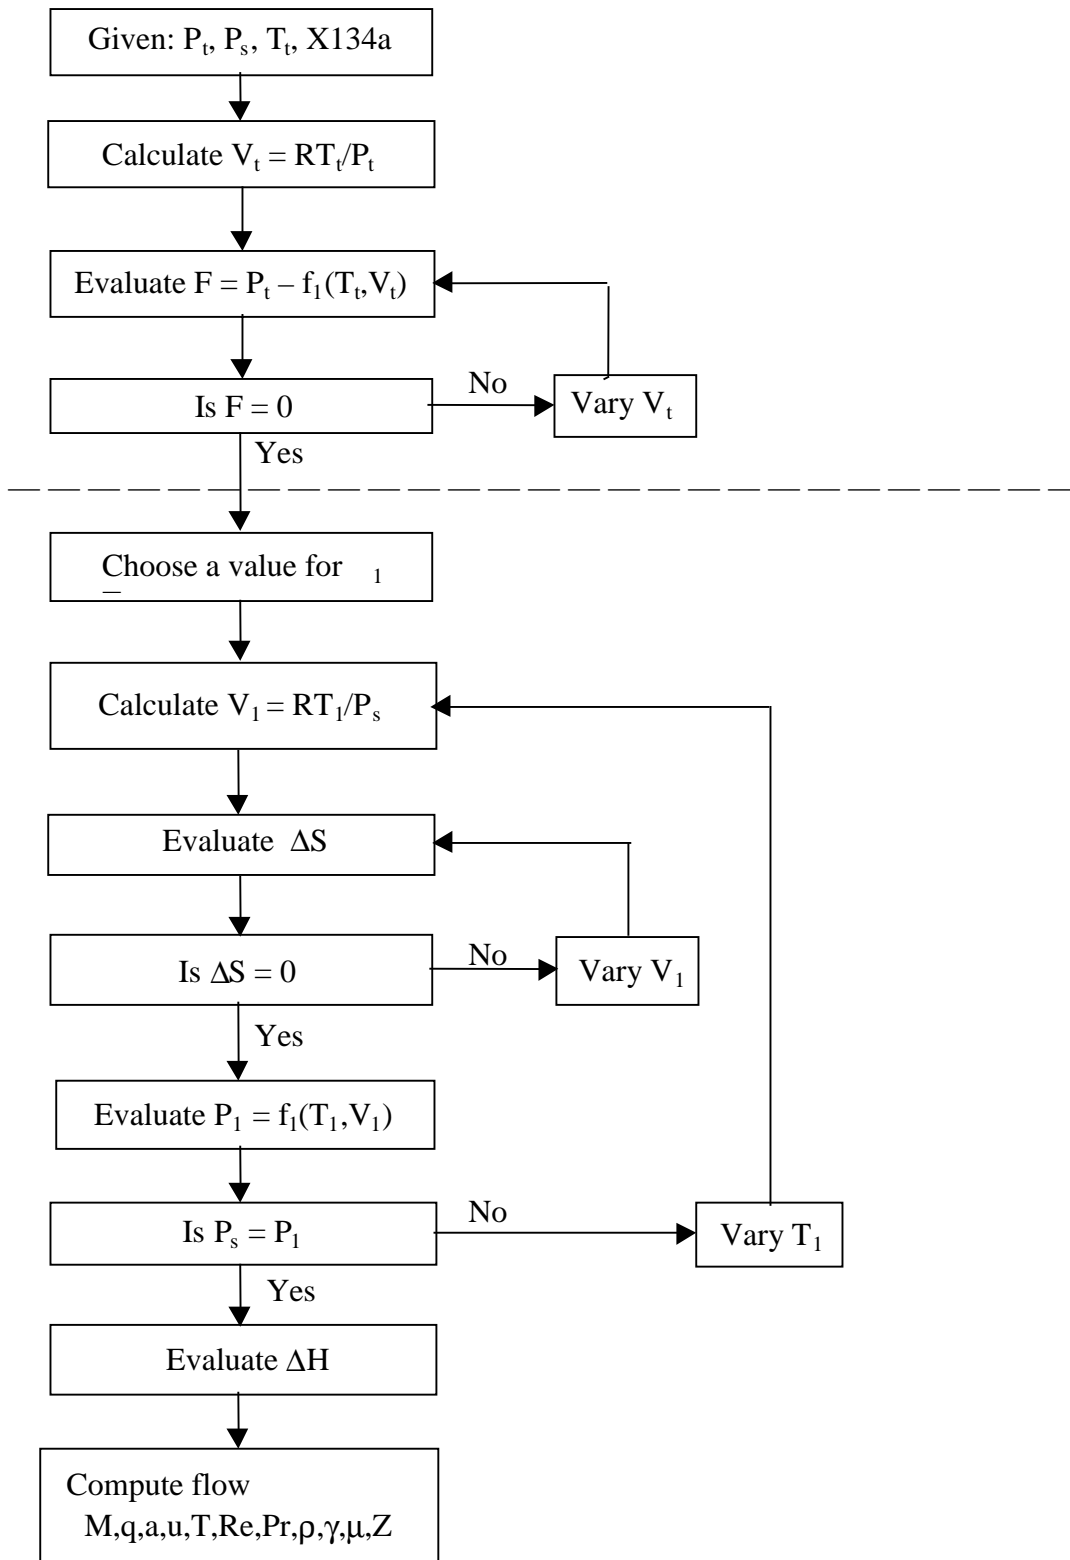 Given: Pₜ, Pₛ, Tₜ, X134a
Calculate Vₜ = RTₜ/Pₜ
Evaluate F = Pₜ – f₁(Tₜ,Vₜ)
Is F = 0
No
Vary Vₜ
Yes
Choose a value for ₁
Calculate V₁ = RT₁/Pₛ
Evaluate ΔS
Is ΔS = 0
No
Vary V₁
Yes
Evaluate P₁ = f₁(T₁,V₁)
Is Pₛ = P₁
No
Vary T₁
Yes
Evaluate ΔH
Compute flow
M,q,a,u,T,Re,Pr,ρ,γ,μ,Z